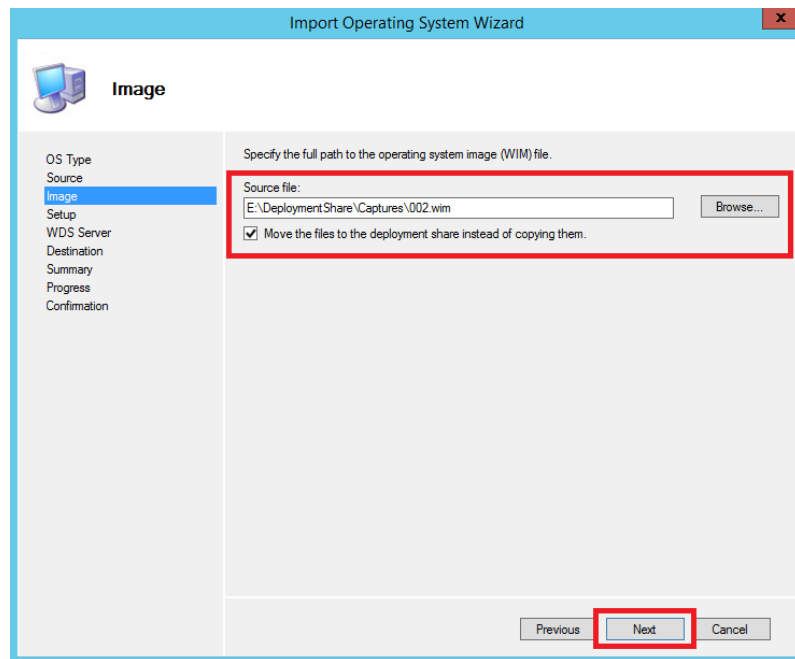 Import Operating System Wizard
x
Image
OS Type
Source
Image
Setup
WDS Server
Destination
Summary
Progress
Confirmation
Specify the full path to the operating system image (WIM) file.
Source file:
E:\DeploymentShare\Captures\002.wim
Browse...
Move the files to the deployment share instead of copying them.
Previous
Next
Cancel